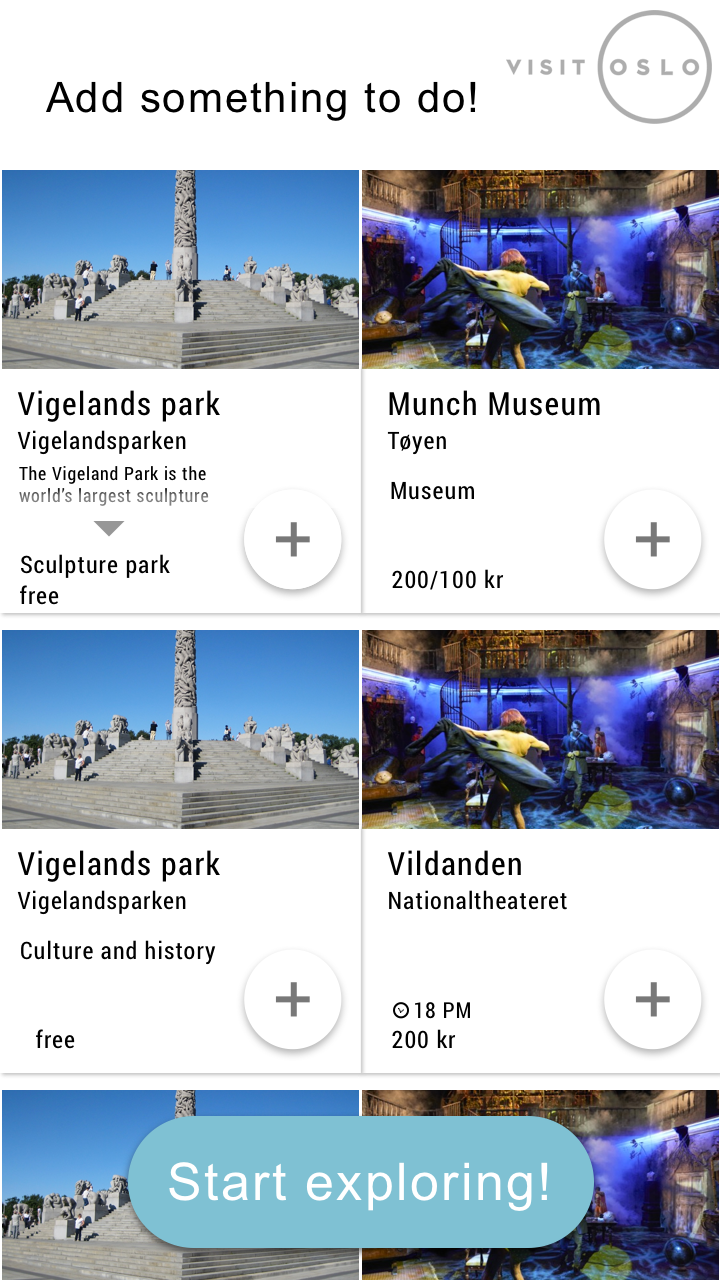 VISIT OSLO
Add something to do!
Vigelands park
Vigelandsparken
The Vigeland Park is the
world's largest sculpture
Sculpture park
free
Munch Museum
Tøyen
Museum
200/100 kr
Vigelands park
Vigelandsparken
Culture and history
free
Vildanden
Nationaltheateret
18 PM
200 kr
Start exploring!